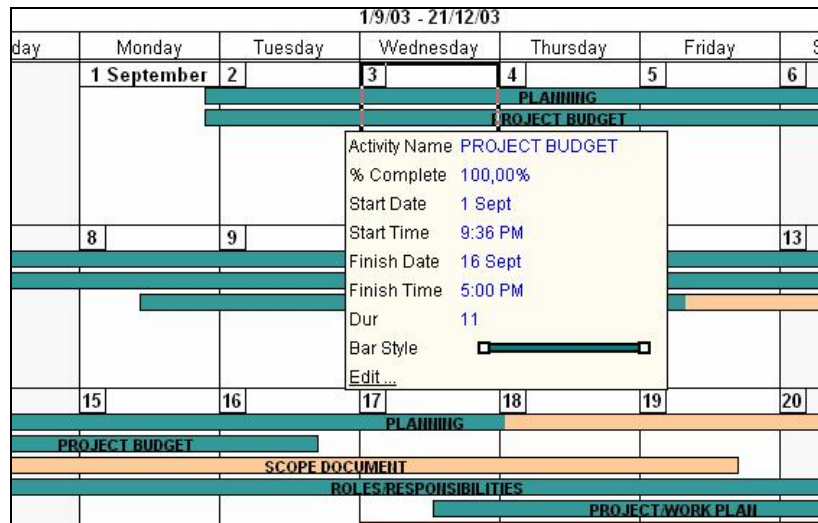 1/9/03 - 21/12/03
day Monday Tuesday Wednesday Thursday Friday S
1 September 2 3 4 5 6
PLANNING
PROJECT BUDGET
Activity Name PROJECT BUDGET
% Complete 100,00%
Start Date 1 Sept
8 9 13
Start Time 9:36 PM
Finish Date 16 Sept
Finish Time 5:00 PM
Dur 11
Bar Style
Edit ...
15 16 17 18 19 20
PLANNING
PROJECT BUDGET
SCOPE DOCUMENT
ROLES/RESPONSIBILITIES
PROJECT/WORK PLAN